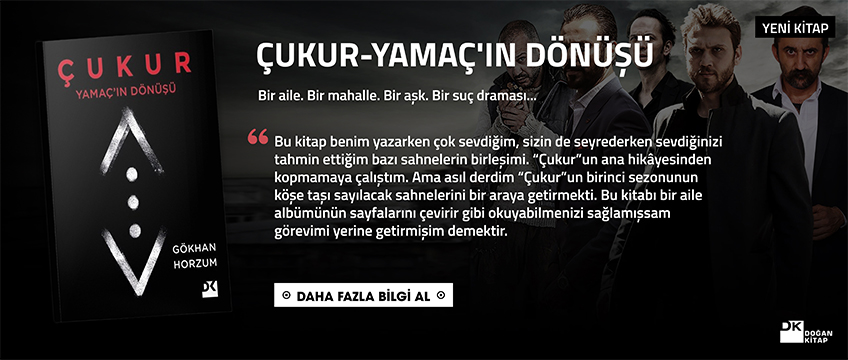 ÇUKUR
YAMAÇ'IN DÖNÜŞÜ
GÖKHAN
HORZUM
DK
YENİ KİTAP
ÇUKUR-YAMAÇ'IN DÖNÜŞÜ
Bir aile. Bir mahalle. Bir aşk. Bir suç draması...
“ Bu kitap benim yazarken çok sevdiğim, sizin de seyrederken sevdiğinizi
tahmin ettiğim bazı sahnelerin birleşimi. “Çukur”un ana hikâyesinden
kopmamaya çalıştım. Ama asıl derdim “Çukur”un birinci sezonunun
köşe taşı sayılacak sahnelerini bir araya getirmekti. Bu kitabı bir aile
albümünün sayfalarını çevirir gibi okuyabilmenizi sağlamışsam
görevimi yerine getirmişim demektir.
DAHA FAZLA BİLGİ AL
DK DOĞAN
KİTAP